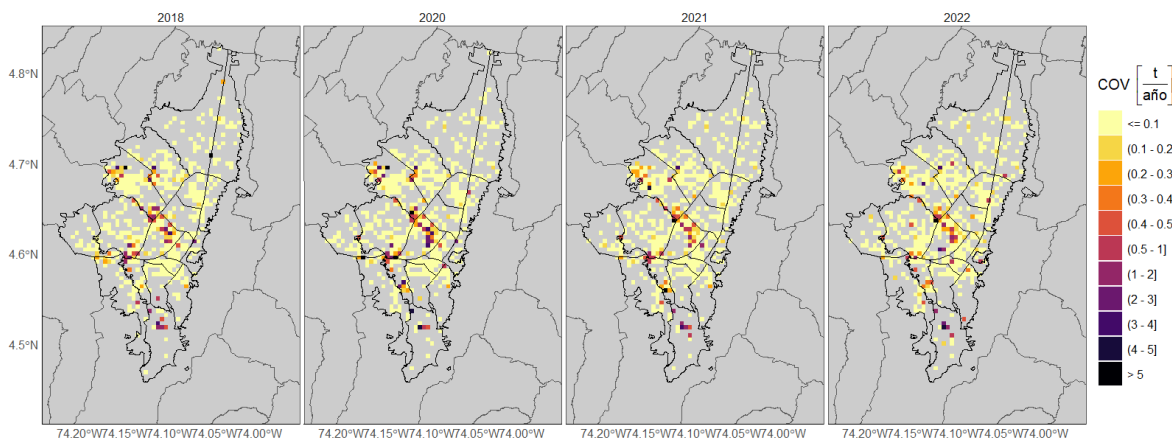 2018
2020
2021
2022
4.8°N
4.7°N
4.6°N
4.5°N
74.20°W74.15°W74.10°W74.05°W74.00°W
74.20°W74.15°W74.10°W74.05°W74.00°W
74.20°W74.15°W74.10°W74.05°W74.00°W
74.20°W74.15°W74.10°W74.05°W74.00°W
COV [t/año]
<= 0.1
(0.1 - 0.2
(0.2 - 0.3
(0.3 - 0.4
(0.4 - 0.5
(0.5 - 1]
(1 - 2]
(2 - 3]
(3 - 4]
(4 - 5]
> 5